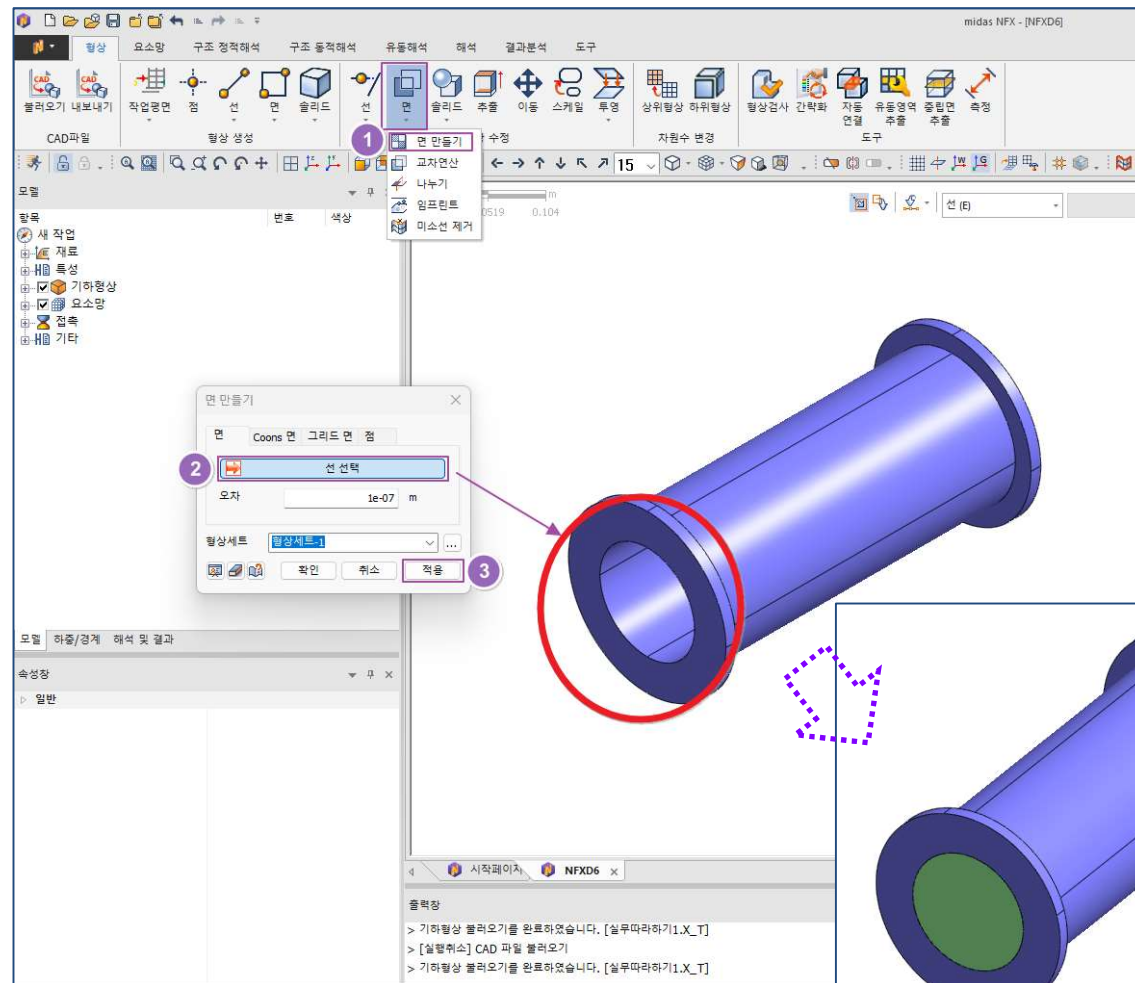 midas NFX - [NFXD6]
형상 요소망 구조 정적해석 구조 동적해석 유동해석 해석 결과분석 도구
불러오기 내보내기 작업평면 점 선 면 솔리드 선 면 솔리드 추출 이동 스케일 투영 상위형상 하위형상 형상검사 간략화 자동 연결 유동영역 추출 중립면 추출 측정
CAD파일 형상 생성 수정 차원수 변경 도구
1 면 만들기
교차연산
나누기
임프린트
미소선 제거
15
모델
m
0519 0.104
선 (E)
항목 번호 색상
새 작업
재료
특성
기하형상
요소망
접촉
기타
면 만들기
면 Coons 면 그리드 면 점
2 선 선택
오차 1e-07 m
형상세트 형상세트-1 ...
확인 취소 적용 3
모델 하중/경계 해석 및 결과
속성창
일반
시작페이지 NFXD6
출력창
> 기하형상 불러오기를 완료하였습니다. [실무따라하기1.X_T]
> [실행취소] CAD 파일 불러오기
> 기하형상 불러오기를 완료하였습니다. [실무따라하기1.X_T]